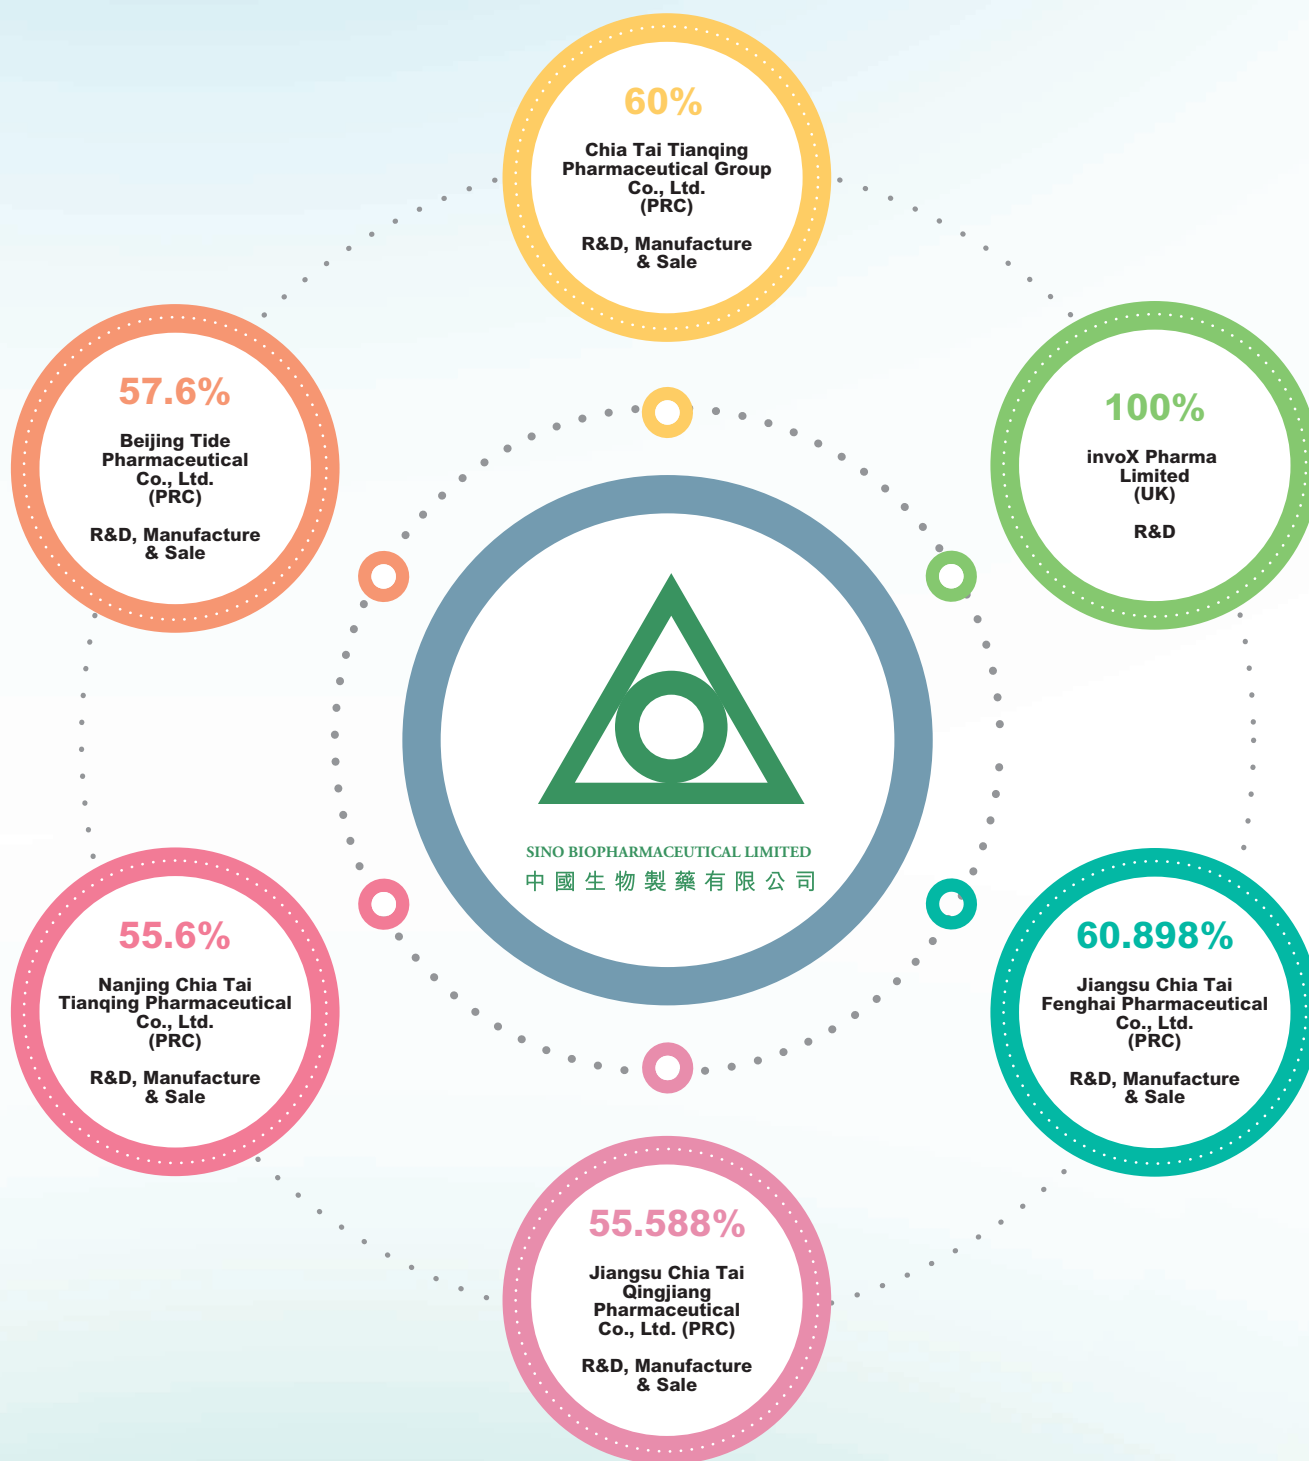 60%
Chia Tai Tianqing
Pharmaceutical Group
Co., Ltd.
(PRC)
R&D, Manufacture
& Sale
57.6%
Beijing Tide
Pharmaceutical
Co., Ltd.
(PRC)
R&D, Manufacture
& Sale
100%
invoX Pharma
Limited
(UK)
R&D
SINO BIOPHARMACEUTICAL LIMITED
中國生物製藥有限公司
55.6%
Nanjing Chia Tai
Tianqing Pharmaceutical
Co., Ltd.
(PRC)
R&D, Manufacture
& Sale
60.898%
Jiangsu Chia Tai
Fenghai Pharmaceutical
Co., Ltd.
(PRC)
R&D, Manufacture
& Sale
55.588%
Jiangsu Chia Tai
Qingjiang
Pharmaceutical
Co., Ltd. (PRC)
R&D, Manufacture
& Sale